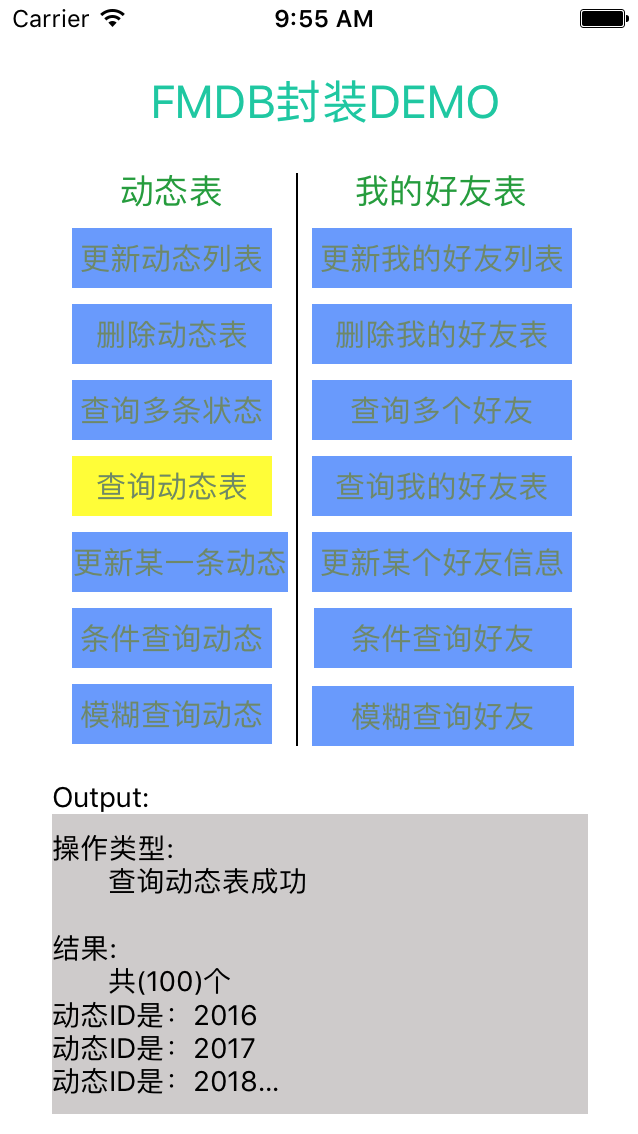 Carrier 9:55 AM
FMDB封装DEMO
动态表
更新动态列表
删除动态表
查询多条状态
查询动态表
更新某一条动态
条件查询动态
模糊查询动态
我的好友表
更新我的好友列表
删除我的好友表
查询多个好友
查询我的好友表
更新某个好友信息
条件查询好友
模糊查询好友
Output:
操作类型:
查询动态表成功
结果:
共(100)个
动态ID是：2016
动态ID是：2017
动态ID是：2018...